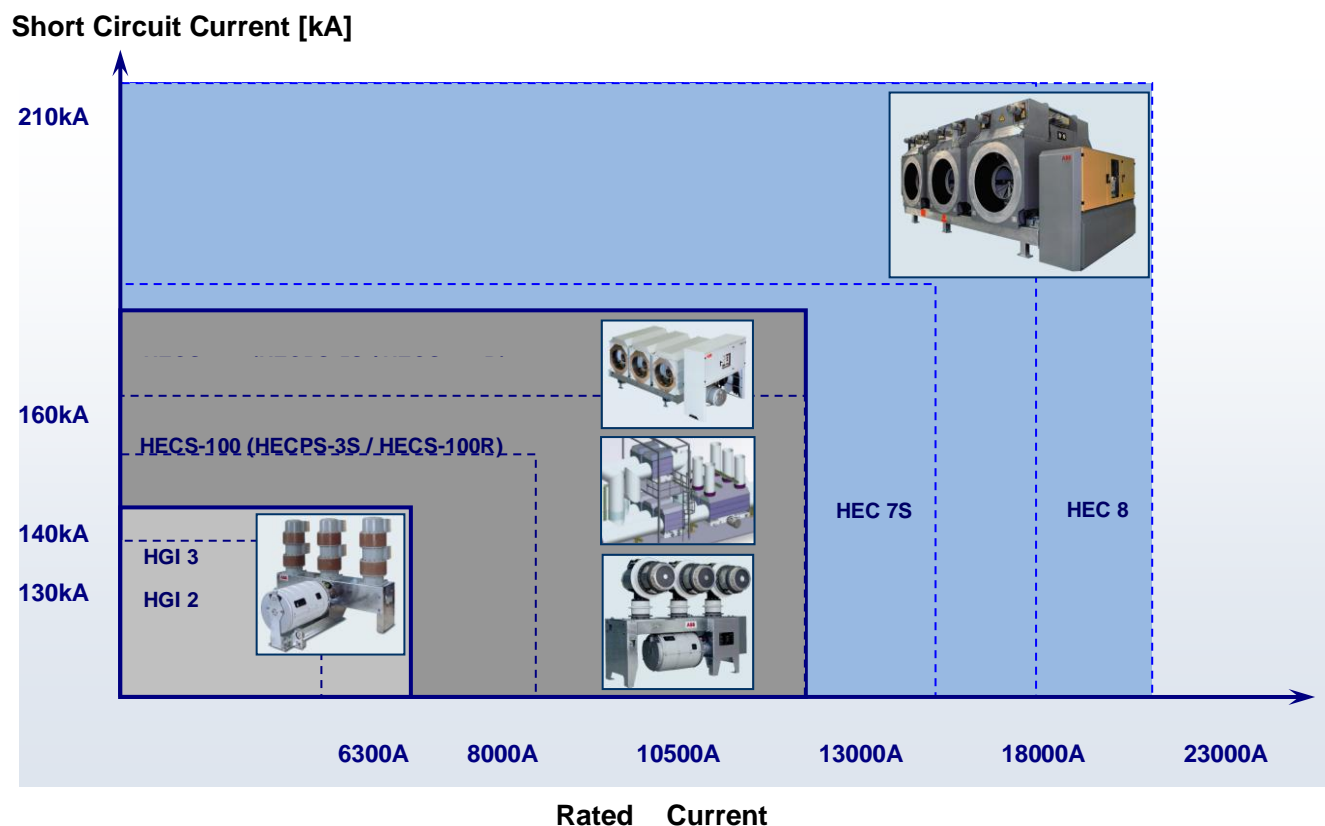 Short Circuit Current [kA]
210kA
160kA
HECS-100 (HECPS-3S / HECS-100R)
HEC 7S
HEC 8
140kA
HGI 3
130kA
HGI 2
6300A 8000A 10500A 13000A 18000A 23000A
Rated Current